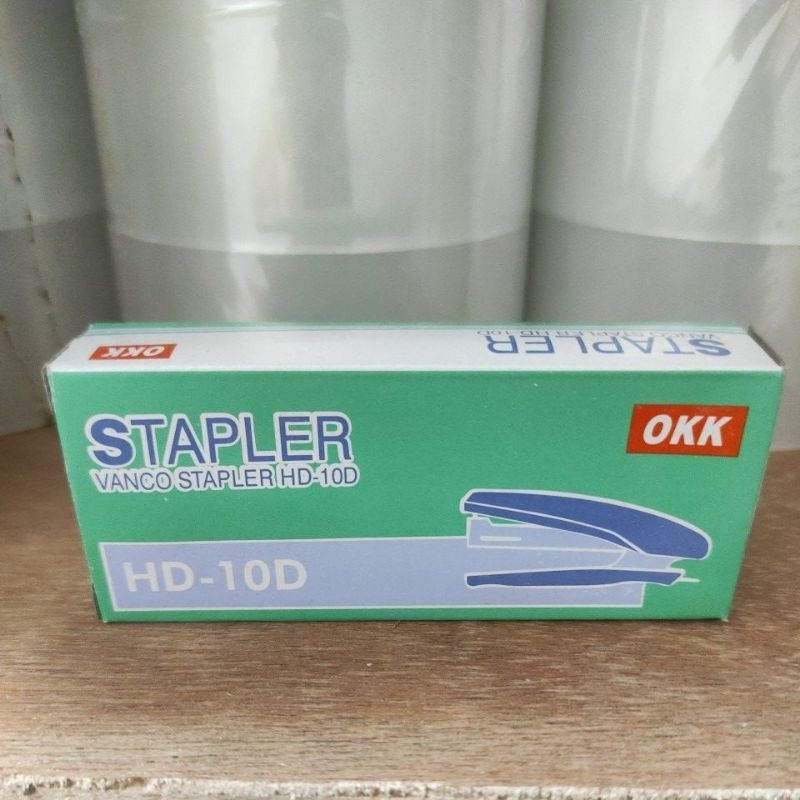 OKK
STAPLER
VANCO STAPLER HD-10D
STAPLER
VANCO STAPLER HD-10D
OKK
HD-10D